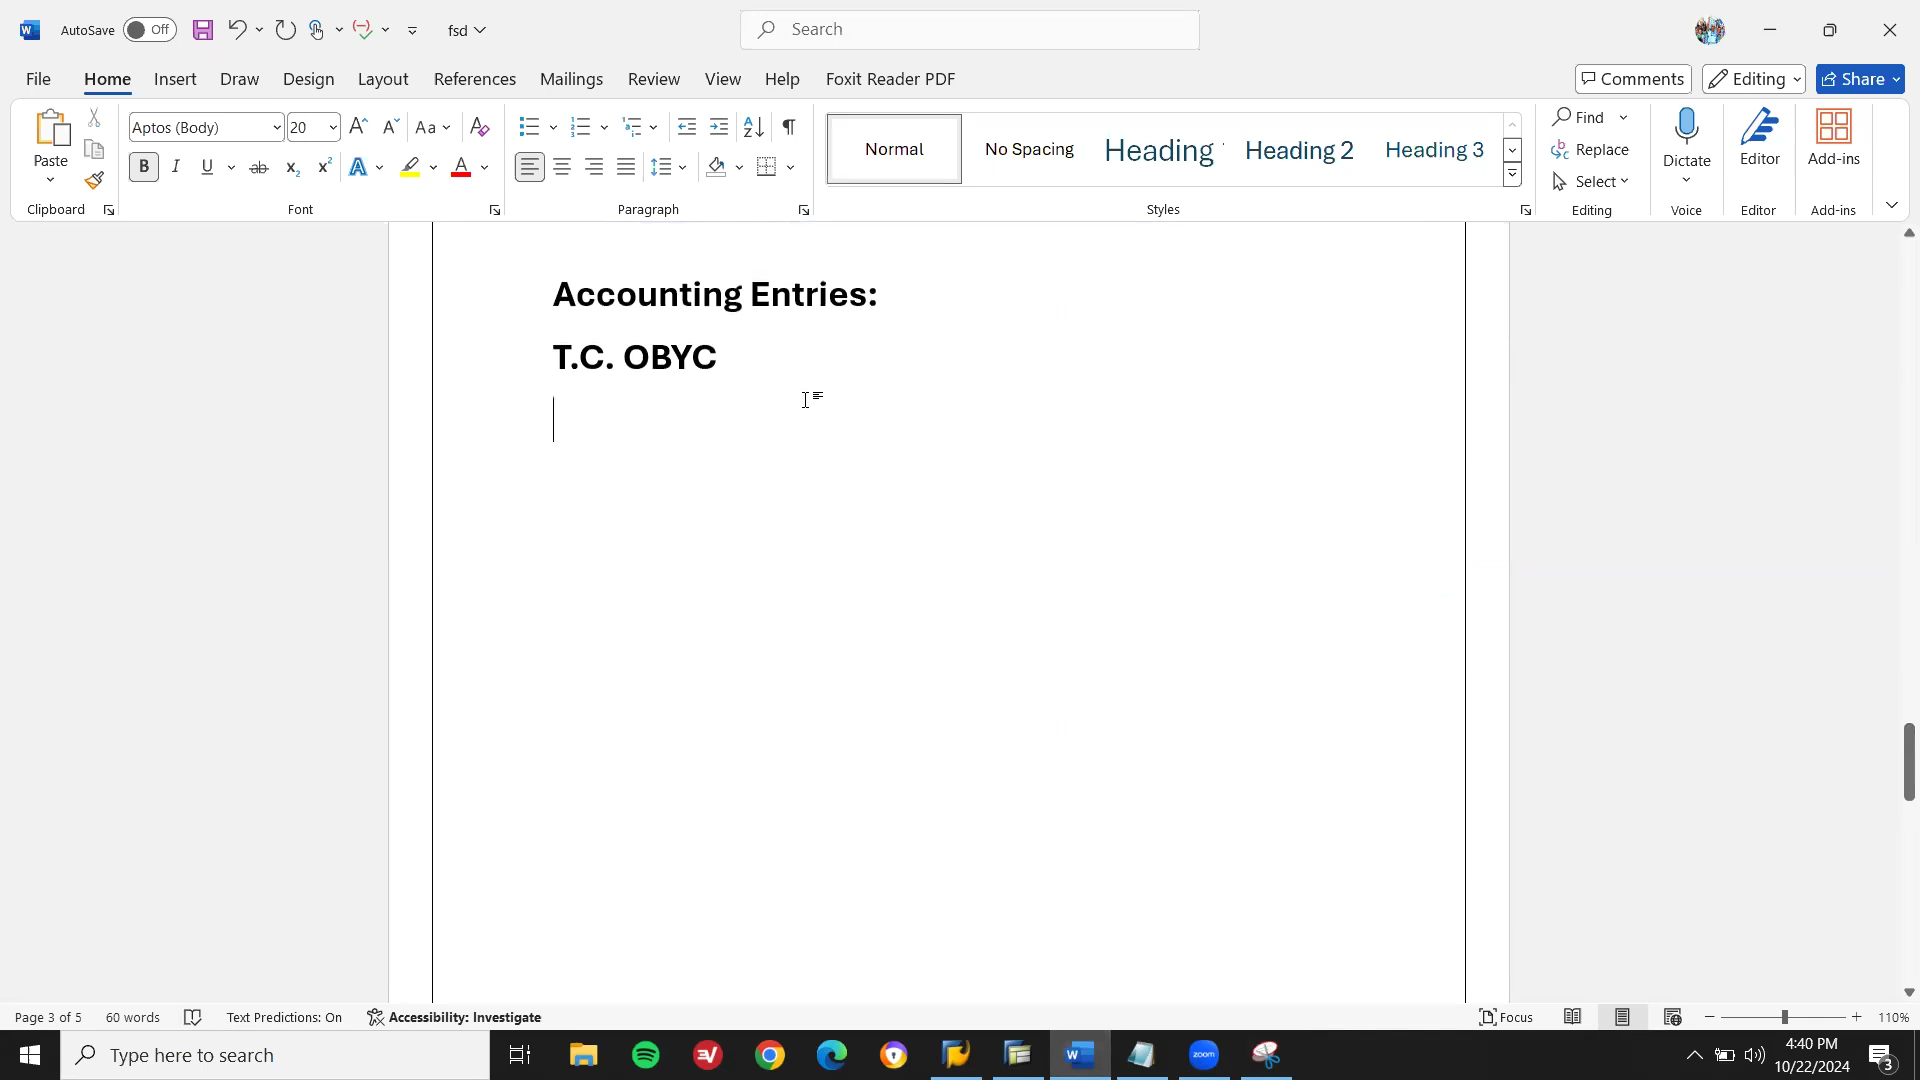 AutoSave Off fsd Search
File Home Insert Draw Design Layout References Mailings Review View Help Foxit Reader PDF Comments Editing Share
Paste Aptos (Body) 20 Aa Normal No Spacing Heading Heading 2 Heading 3 Find Replace Select Dictate Editor Add-ins
Clipboard Font Paragraph Styles Editing Voice Editor Add-ins
Accounting Entries:
T.C. OBYC
Page 3 of 5 60 words Text Predictions: On Accessibility: Investigate Focus 110%
Type here to search zoom 4:40 PM
10/22/2024 3